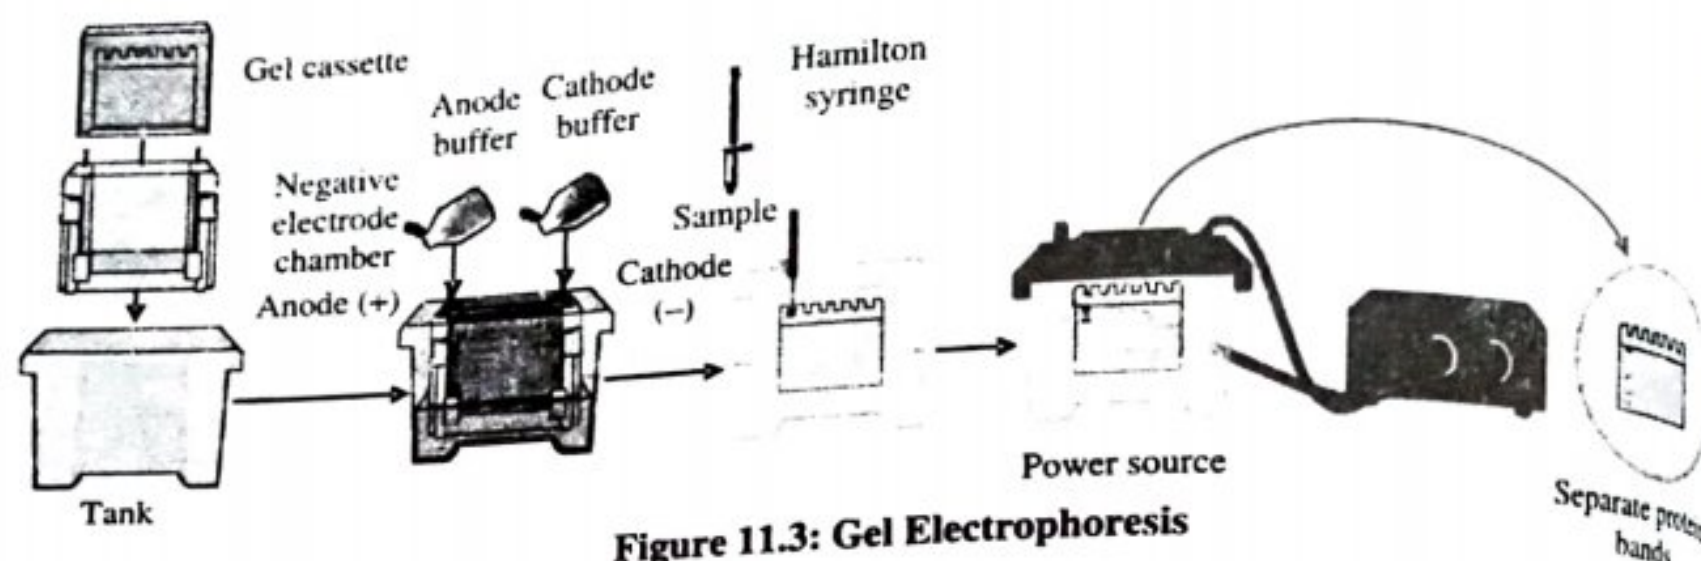 Gel cassette
Anode
buffer
Cathode
buffer
Hamilton
syringe
Negative
electrode
chamber
Anode (+)
Sample
Cathode
(−)
Tank
Power source
Separate protein
bands
Figure 11.3: Gel Electrophoresis